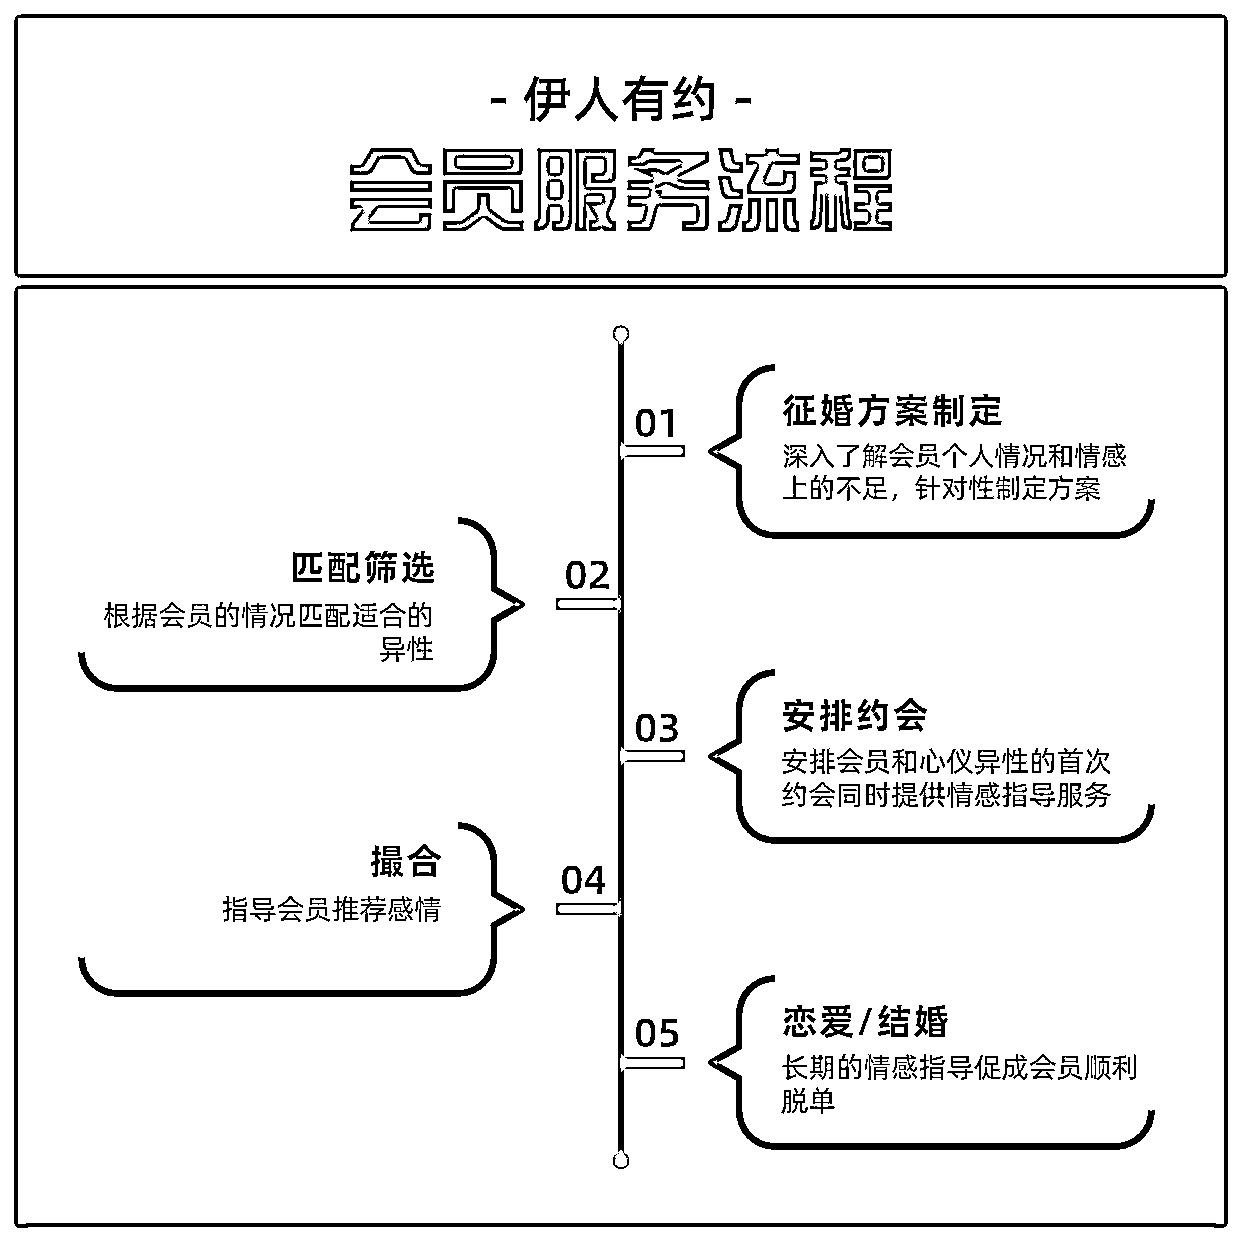 - 伊人有约 -
会员服务流程
01
征婚方案制定
深入了解会员个人情况和情感
上的不足，针对性制定方案
02
匹配筛选
根据会员的情况匹配适合的
异性
03
安排约会
安排会员和心仪异性的首次
约会同时提供情感指导服务
04
撮合
指导会员推荐感情
05
恋爱/结婚
长期的情感指导促成会员顺利
脱单